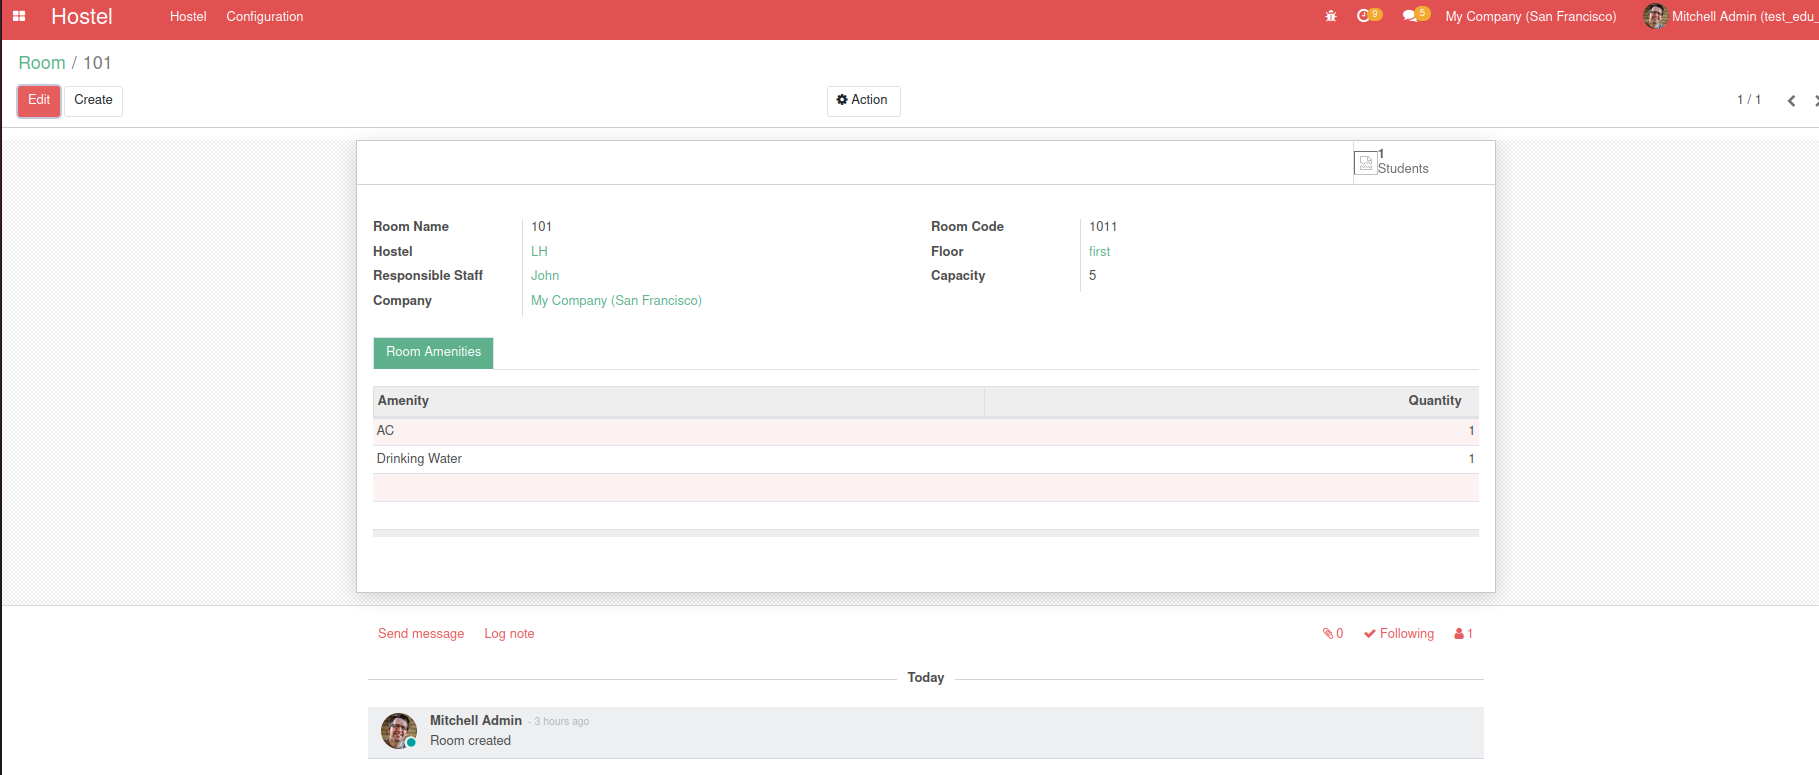 Hostel Hostel Configuration 9 5 My Company (San Francisco) Mitchell Admin (test_edu_
Room / 101
Edit Create Action 1 / 1
1
Students
Room Name 101 Room Code 1011
Hostel LH Floor first
Responsible Staff John Capacity 5
Company My Company (San Francisco)
Room Amenities
Amenity Quantity
AC 1
Drinking Water 1
Send message Log note 0 Following 1
Today
Mitchell Admin - 3 hours ago
Room created